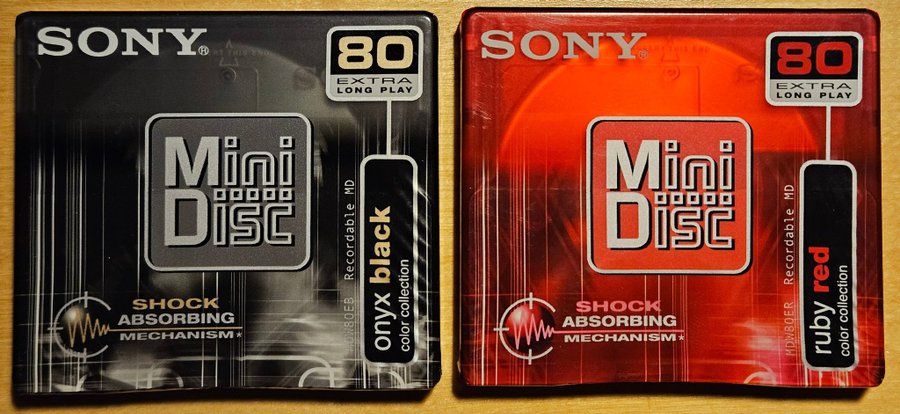 SONY®
80
EXTRA
LONG PLAY
Mini
Disc
onyx black
color collection
MDW80EB Recordable MD
SHOCK
ABSORBING
MECHANISM*
SONY®
80
EXTRA
LONG PLAY
Mini
Disc
ruby red
color collection
MDW80ER Recordable MD
SHOCK
ABSORBING
MECHANISM*